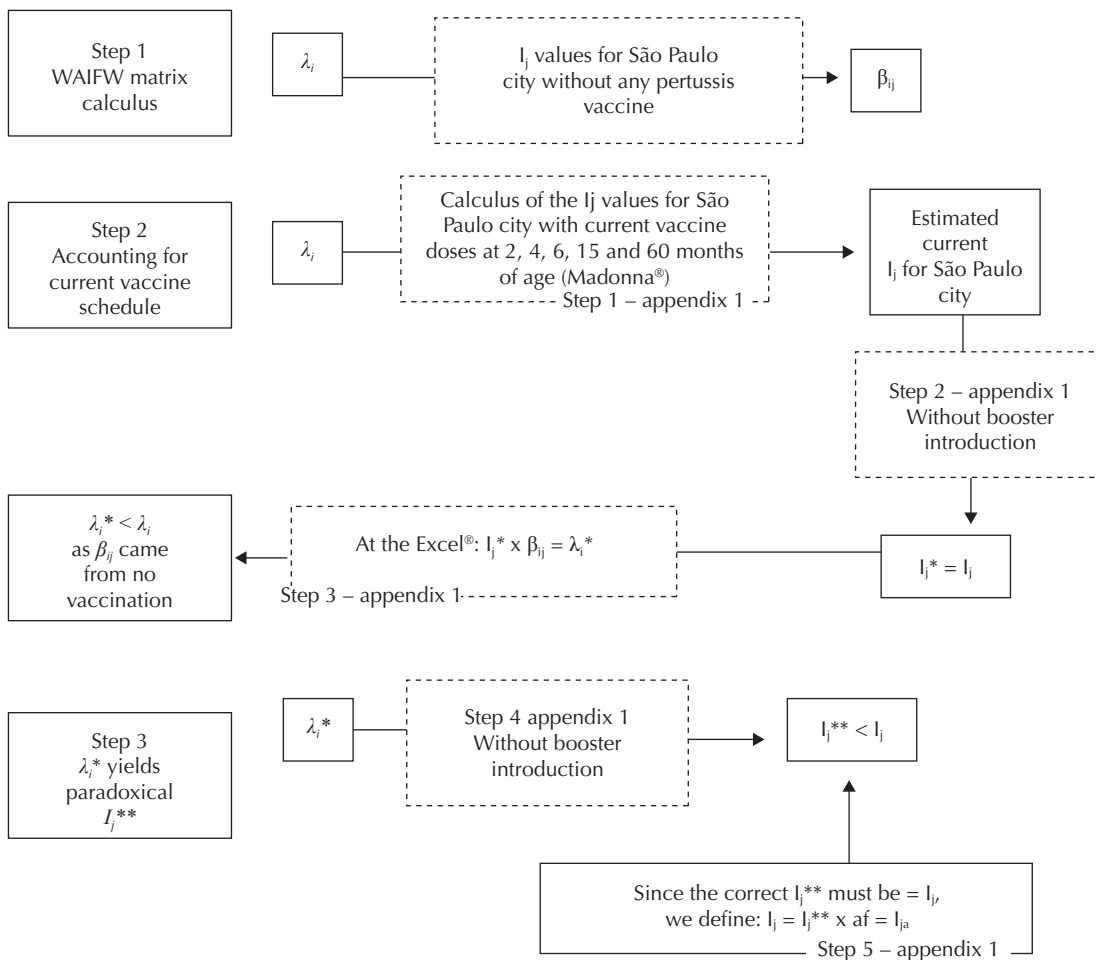 Step 1
WAIFW matrix
calculus
λi
Ij values for São Paulo
city without any pertussis
vaccine
βij
Step 2
Accounting for
current vaccine
schedule
λi
Calculus of the Ij values for São
Paulo city with current vaccine
doses at 2, 4, 6, 15 and 60 months
of age (Madonna®)
Step 1 – appendix 1
Estimated
current
Ij for São Paulo
city
Step 2 – appendix 1
Without booster
introduction
λi* < λi
as βij came
from no
vaccination
At the Excel®: Ij* x βij = λi*
Step 3 – appendix 1
Ij* = Ij
Step 3
λi* yields
paradoxical
Ij**
λi*
Step 4 appendix 1
Without booster
introduction
Ij** < Ij
Since the correct Ij** must be = Ij,
we define: Ij = Ij** x af = Ija
Step 5 – appendix 1